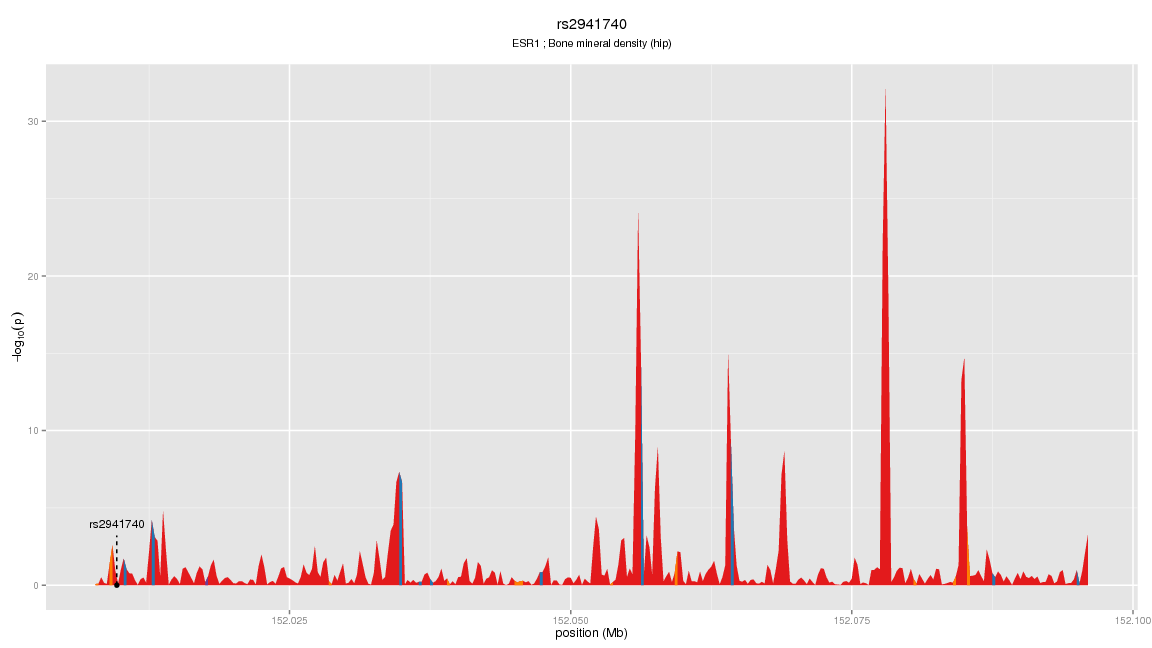 rs2941740
ESR1 ; Bone mineral density (hip)
30
20
10
0
-log10(p)
rs2941740
152.025
152.050
152.075
152.100
position (Mb)